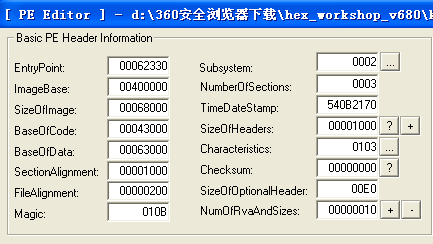 [ PE Editor ] - d:\360安全浏览器下载\hex_workshop_v680\
Basic PE Header Information
EntryPoint: 00062330 Subsystem: 0002 ...
ImageBase: 00400000 NumberOfSections: 0003
SizeOfImage: 00068000 TimeDateStamp: 540B2170
BaseOfCode: 00043000 SizeOfHeaders: 00001000 ? +
BaseOfData: 00063000 Characteristics: 0103 ...
SectionAlignment: 00001000 Checksum: 00000000 ?
FileAlignment: 00000200 SizeOfOptionalHeader: 00E0
Magic: 010B NumOfRvaAndSizes: 00000010 + -